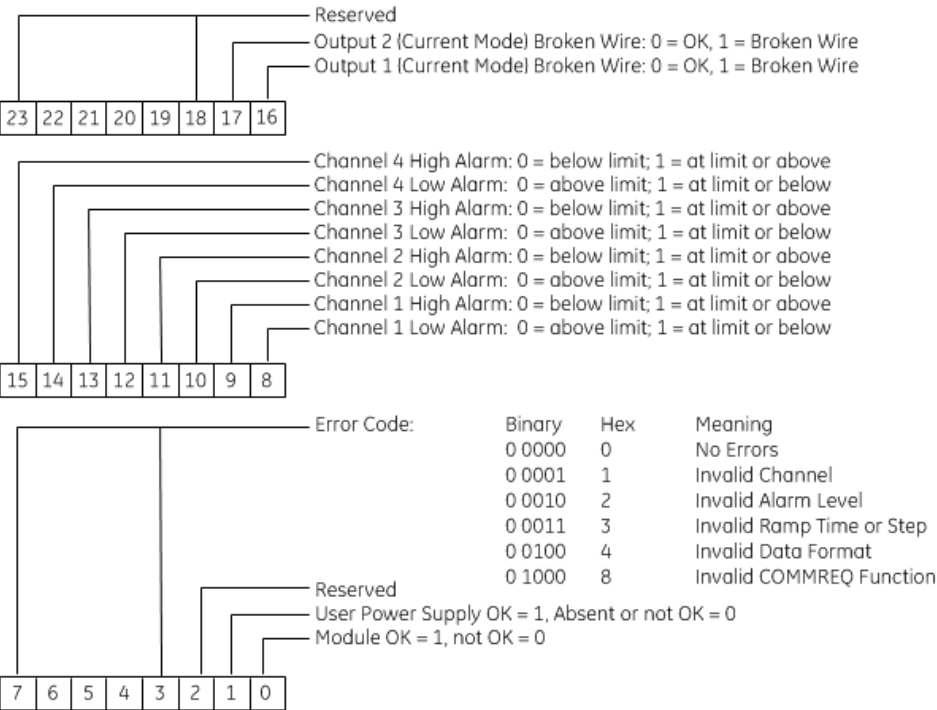 Reserved
Output 2 (Current Mode) Broken Wire: 0 = OK, 1 = Broken Wire
Output 1 (Current Mode) Broken Wire: 0 = OK, 1 = Broken Wire
23 22 21 20 19 18 17 16
Channel 4 High Alarm: 0 = below limit; 1 = at limit or above
Channel 4 Low Alarm: 0 = above limit; 1 = at limit or below
Channel 3 High Alarm: 0 = below limit; 1 = at limit or above
Channel 3 Low Alarm: 0 = above limit; 1 = at limit or below
Channel 2 High Alarm: 0 = below limit; 1 = at limit or above
Channel 2 Low Alarm: 0 = above limit; 1 = at limit or below
Channel 1 High Alarm: 0 = below limit; 1 = at limit or above
Channel 1 Low Alarm: 0 = above limit; 1 = at limit or below
15 14 13 12 11 10 9 8
Error Code: Binary Hex Meaning
0 0000 0 No Errors
0 0001 1 Invalid Channel
0 0010 2 Invalid Alarm Level
0 0011 3 Invalid Ramp Time or Step
0 0100 4 Invalid Data Format
0 1000 8 Invalid COMMREQ Function
Reserved
User Power Supply OK = 1, Absent or not OK = 0
Module OK = 1, not OK = 0
7 6 5 4 3 2 1 0